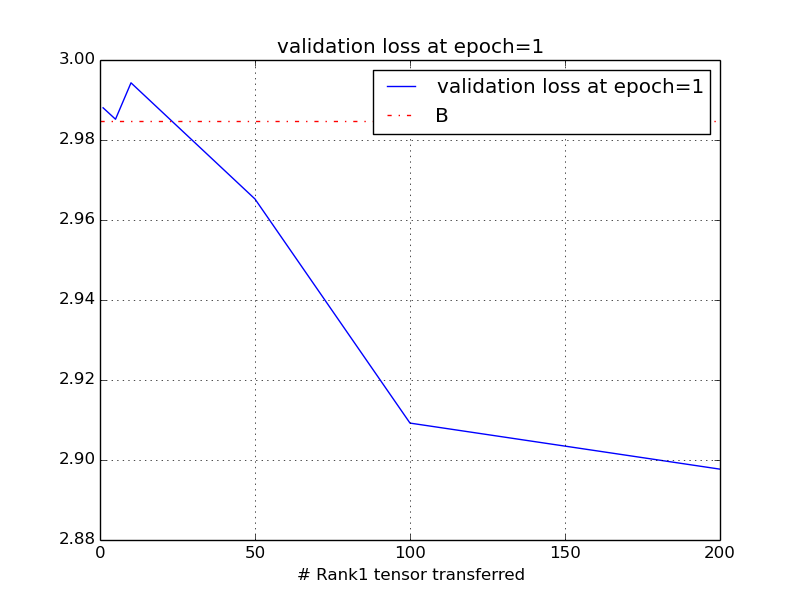 validation loss at epoch=1
3.00
validation loss at epoch=1
B
2.98
2.96
2.94
2.92
2.90
2.88
0 50 100 150 200
# Rank1 tensor transferred